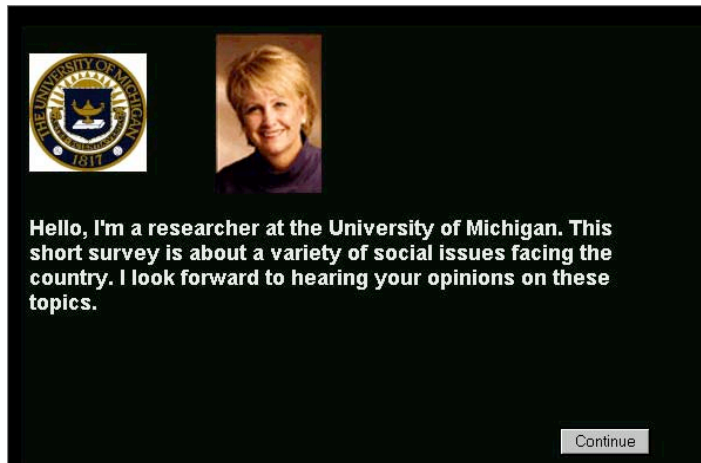 THE UNIVERSITY OF MICHIGAN
1817
Hello, I'm a researcher at the University of Michigan. This
short survey is about a variety of social issues facing the
country. I look forward to hearing your opinions on these
topics.
Continue